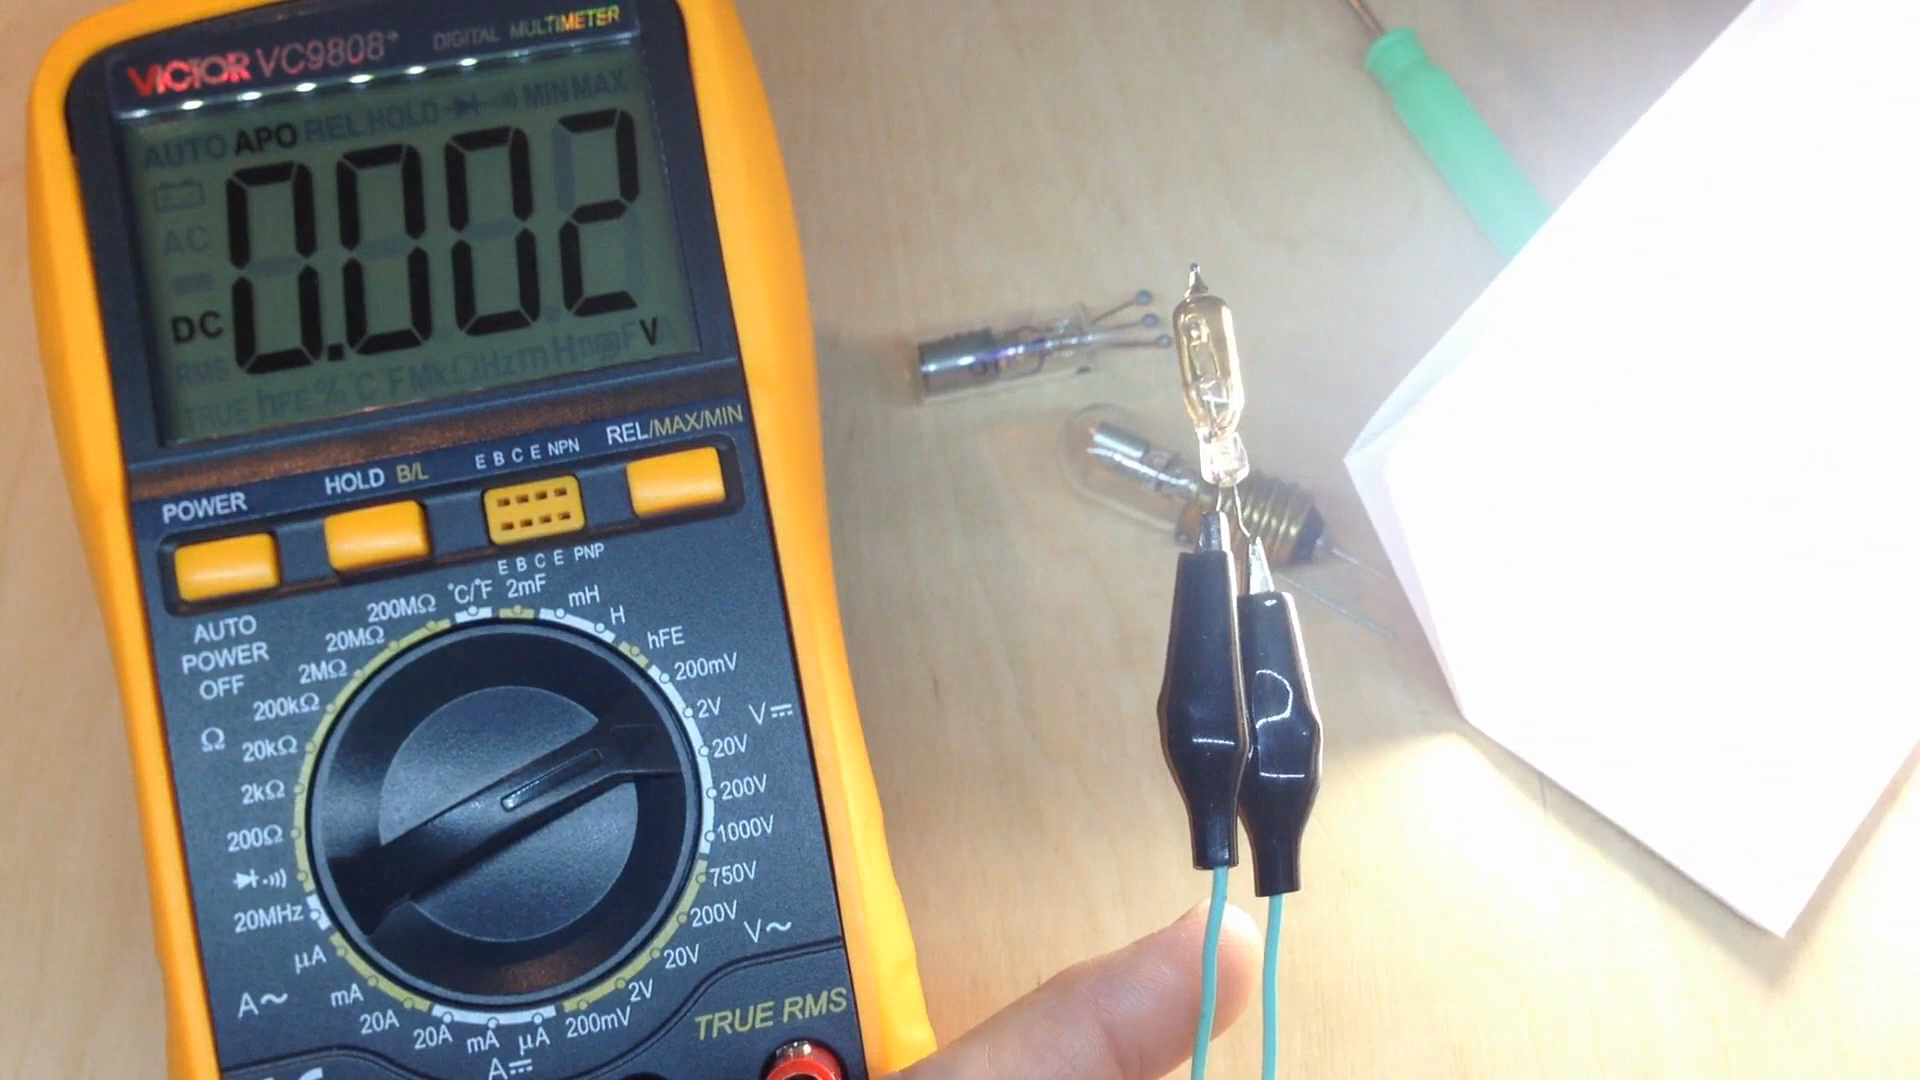 VICTOR VC9808+ DIGITAL MULTIMETER
AUTO APO REL HOLD MIN MAX
AC
0.002
DC
V
RMS
TRUE hFE % °C °F M k Ω Hz m H n m µ F A
POWER
HOLD B/L
E B C E NPN
REL/MAX/MIN
E B C E PNP
AUTO
POWER
OFF
200MΩ
°C/°F
2mF
mH
H
hFE
20MΩ
2MΩ
200kΩ
Ω
20kΩ
2kΩ
200Ω
20MHz
200mV
2V
V
20V
200V
1000V
750V
200V
V~
20V
2V
200mV
µA
A~
mA
20A
20A
mA
µA
A
TRUE RMS